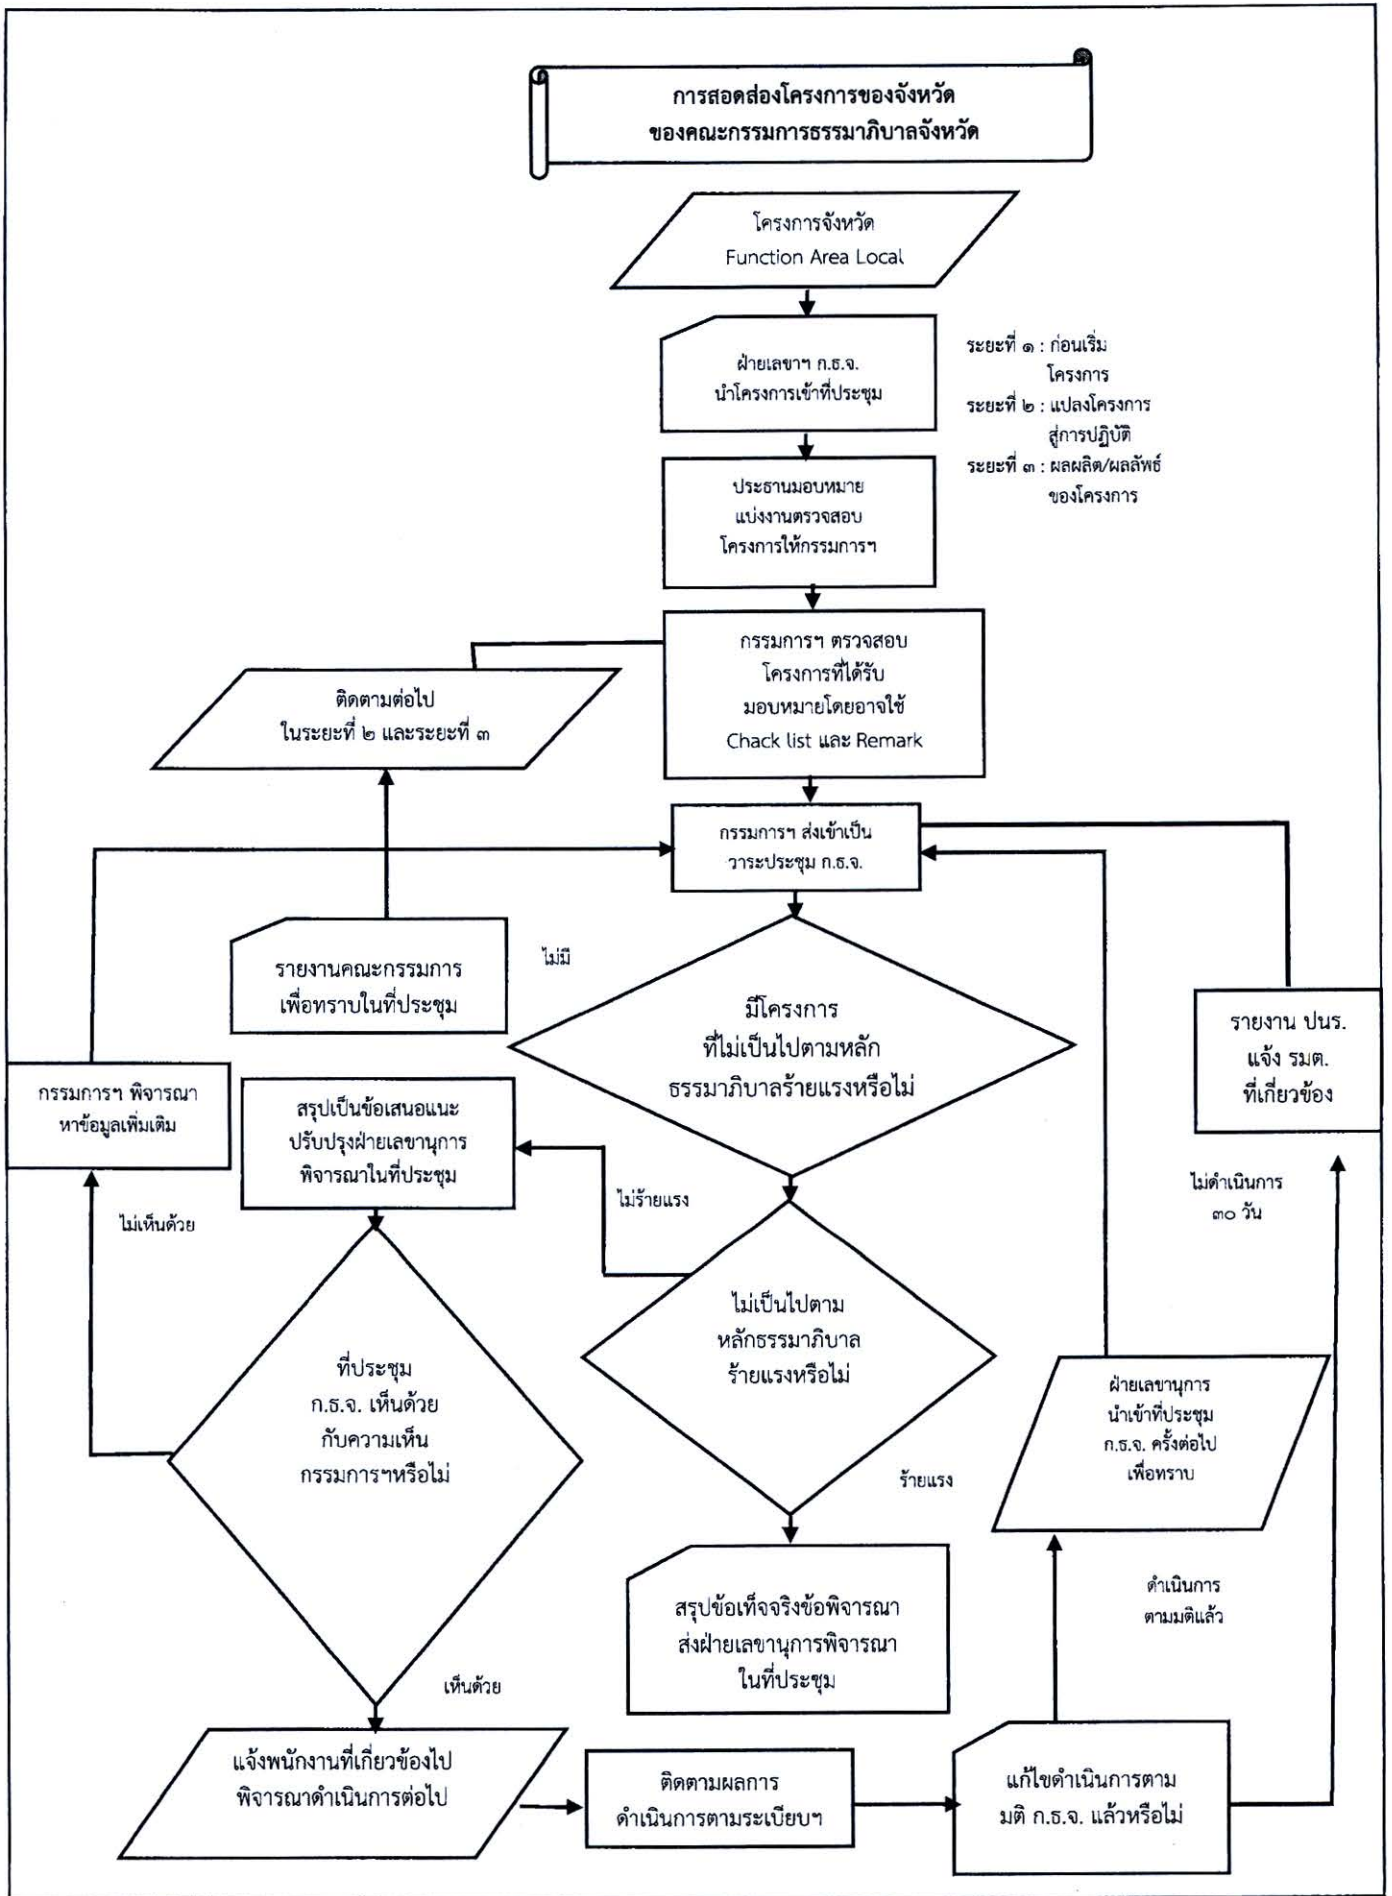 การสอดส่องโครงการของจังหวัด
ของคณะกรรมการธรรมาภิบาลจังหวัด
โครงการจังหวัด
Function Area Local
ฝ่ายเลขาฯ ก.ธ.จ.
นำโครงการเข้าที่ประชุม
ระยะที่ ๑ : ก่อนเริ่ม
โครงการ
ระยะที่ ๒ : แปลงโครงการ
สู่การปฏิบัติ
ระยะที่ ๓ : ผลผลิต/ผลลัพธ์
ของโครงการ
ประธานมอบหมาย
แบ่งงานตรวจสอบ
โครงการให้กรรมการฯ
กรรมการฯ ตรวจสอบ
โครงการที่ได้รับ
มอบหมายโดยอาจใช้
Chack list และ Remark
ติดตามต่อไป
ในระยะที่ ๒ และระยะที่ ๓
กรรมการฯ ส่งเข้าเป็น
วาระประชุม ก.ธ.จ.
รายงานคณะกรรมการ
เพื่อทราบในที่ประชุม
ไม่มี
มีโครงการ
ที่ไม่เป็นไปตามหลัก
ธรรมาภิบาลร้ายแรงหรือไม่
รายงาน ปนร.
แจ้ง รมต.
ที่เกี่ยวข้อง
กรรมการฯ พิจารณา
หาข้อมูลเพิ่มเติม
สรุปเป็นข้อเสนอแนะ
ปรับปรุงฝ่ายเลขานุการ
พิจารณาในที่ประชุม
ไม่เห็นด้วย
ไม่ร้ายแรง
ไม่ดำเนินการ
๓๐ วัน
ไม่เป็นไปตาม
หลักธรรมาภิบาล
ร้ายแรงหรือไม่
ที่ประชุม
ก.ธ.จ. เห็นด้วย
กับความเห็น
กรรมการฯหรือไม่
ฝ่ายเลขานุการ
นำเข้าที่ประชุม
ก.ธ.จ. ครั้งต่อไป
เพื่อทราบ
ร้ายแรง
สรุปข้อเท็จจริงข้อพิจารณา
ส่งฝ่ายเลขานุการพิจารณา
ในที่ประชุม
ดำเนินการ
ตามมติแล้ว
เห็นด้วย
แจ้งพนักงานที่เกี่ยวข้องไป
พิจารณาดำเนินการต่อไป
ติดตามผลการ
ดำเนินการตามระเบียบฯ
แก้ไขดำเนินการตาม
มติ ก.ธ.จ. แล้วหรือไม่